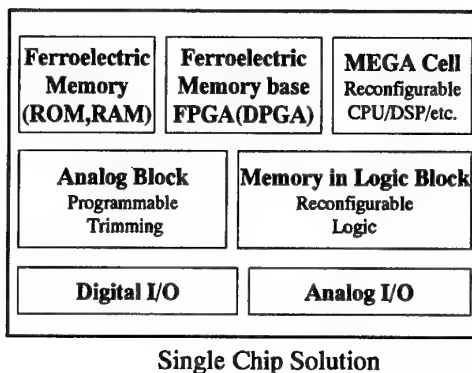 Ferroelectric
Memory
(ROM,RAM)
Ferroelectric
Memory base
FPGA(DPGA)
MEGA Cell
Reconfigurable
CPU/DSP/etc.
Analog Block
Programmable
Trimming
Memory in Logic Block
Reconfigurable
Logic
Digital I/O
Analog I/O
Single Chip Solution